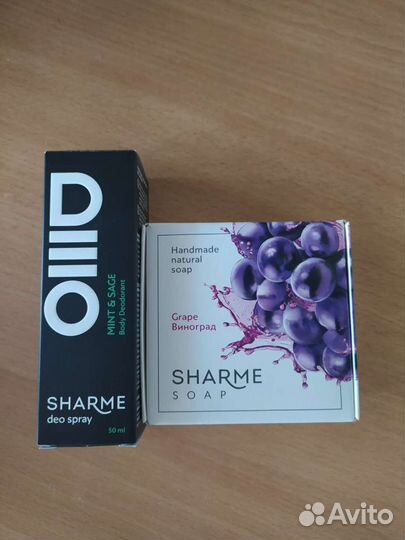 DEO
MINT & SAGE
Body Deodorant
SHARME
deo spray
50 ml
Handmade
natural
soap
Grape
Виноград
SHARME
SOAP
Avito